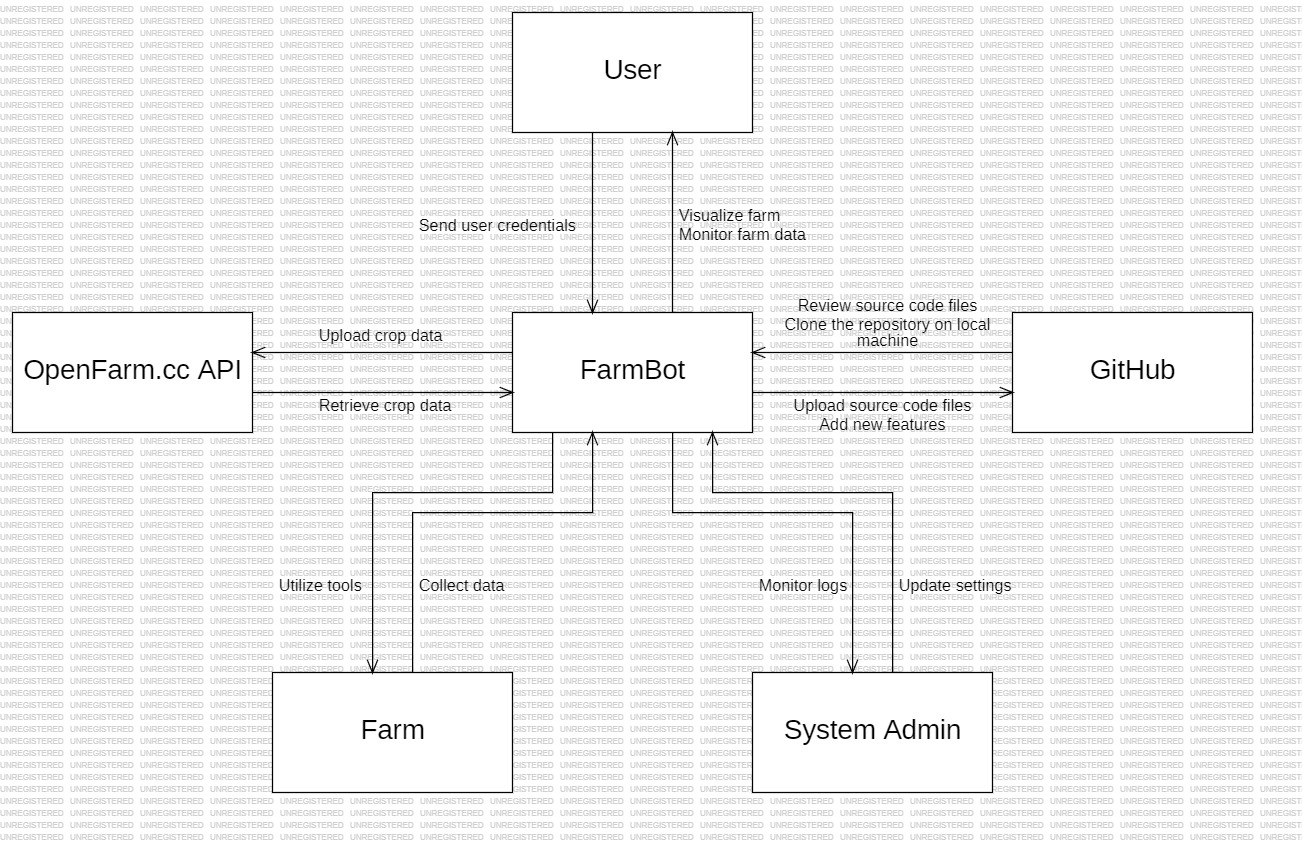 User
Send user credentials
Visualize farm
Monitor farm data
Review source code files
Clone the repository on local
machine
Upload crop data
OpenFarm.cc API
FarmBot
GitHub
Retrieve crop data
Upload source code files
Add new features
Utilize tools
Collect data
Monitor logs
Update settings
Farm
System Admin
UNREGISTERED